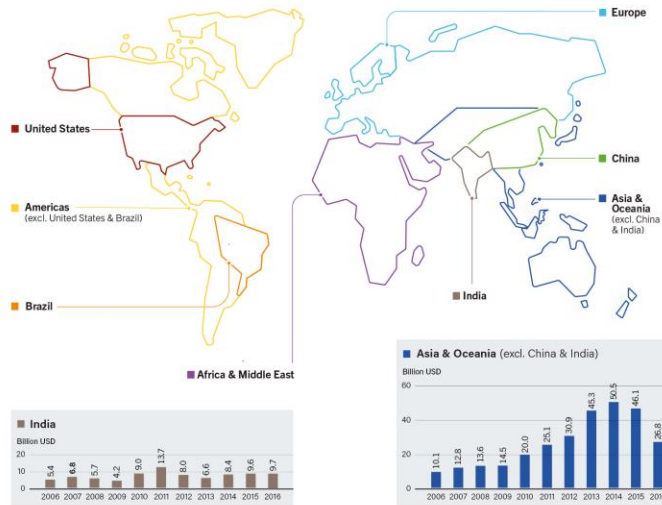 Europe
United States
China
Americas
(excl. United States & Brazil)
Asia &
Oceania
(excl. China
& India)
India
Brazil
Africa & Middle East
Asia & Oceania (excl. China & India)
Billion USD
60
40
20
0
10.1
12.8
13.6
14.5
20.0
25.1
30.9
45.3
50.5
46.1
26.8
2006 2007 2008 2009 2010 2011 2012 2013 2014 2015 201
India
Billion USD
20
10
0
5.4
6.8
5.7
4.2
9.0
13.7
8.0
6.6
8.4
9.6
9.7
2006 2007 2008 2009 2010 2011 2012 2013 2014 2015 2016